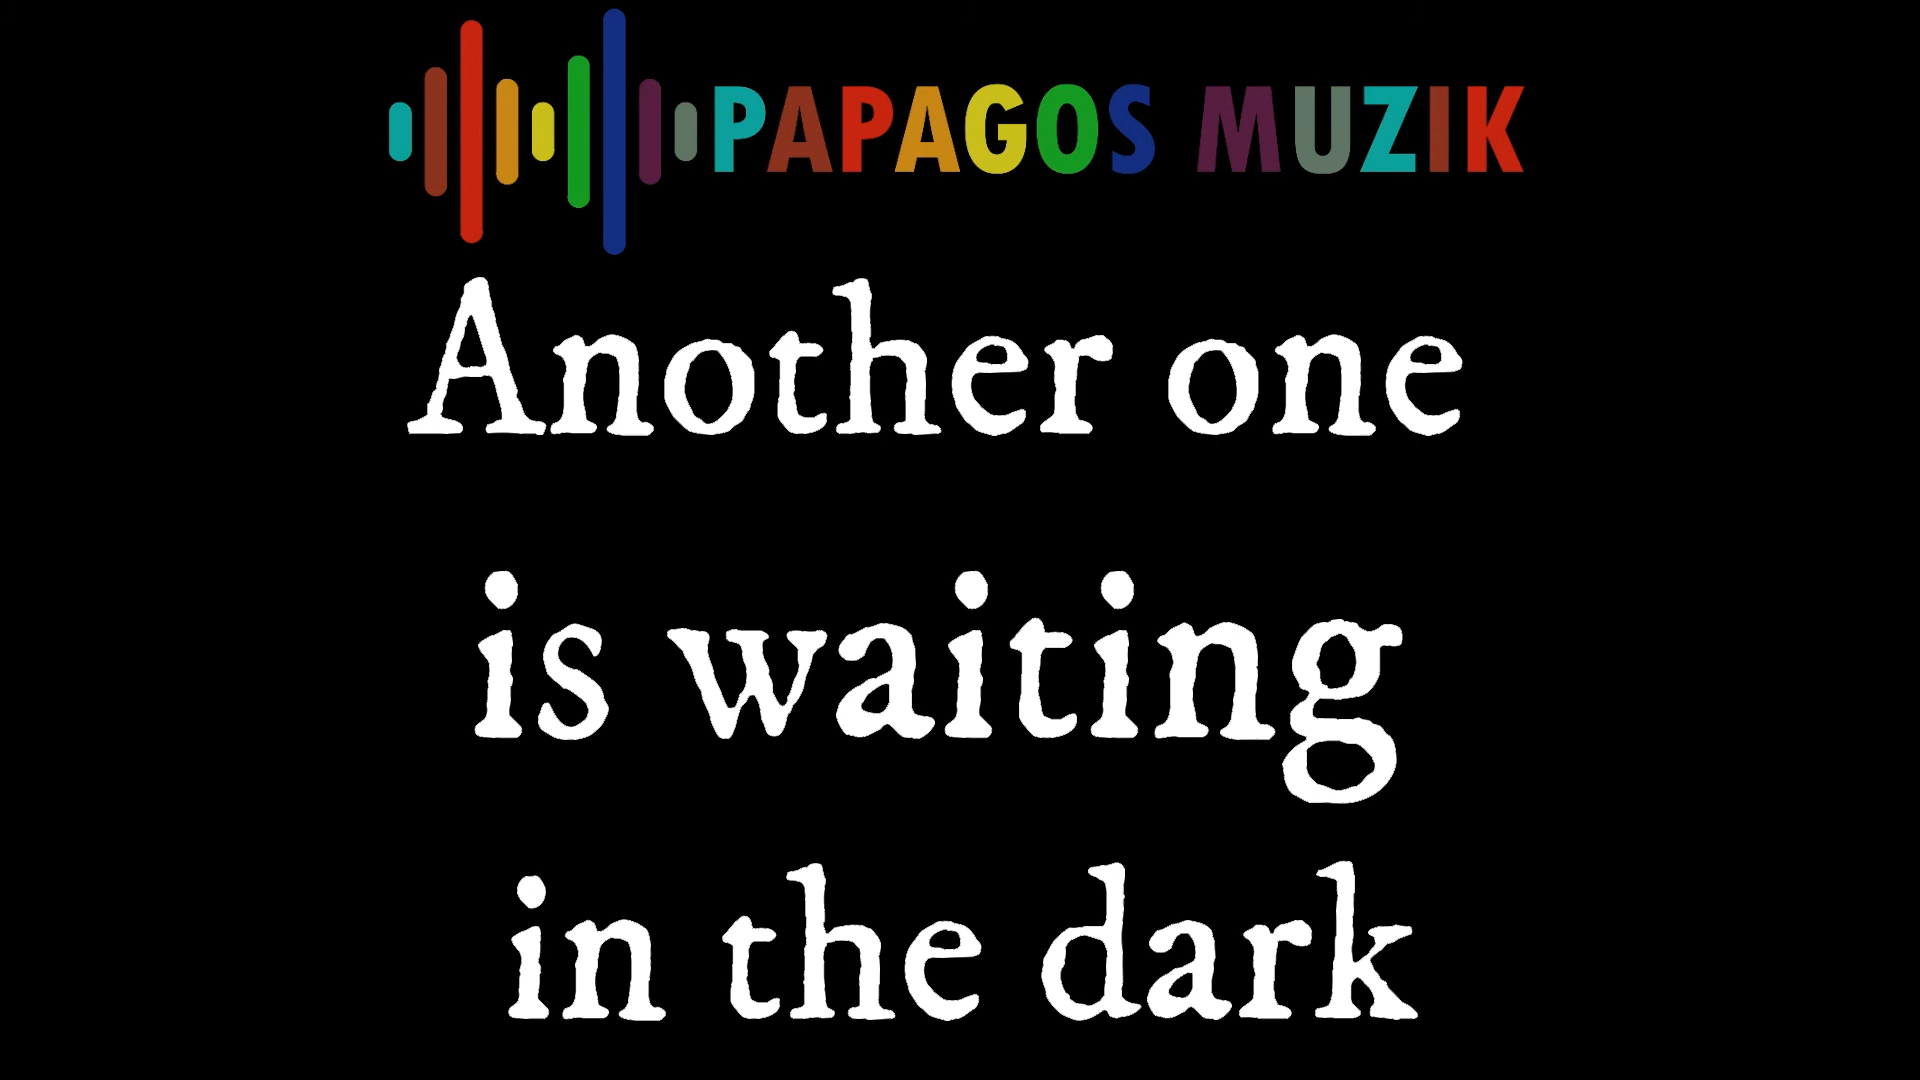 PAPAGOS MUZIK
Another one
is waiting
in the dark